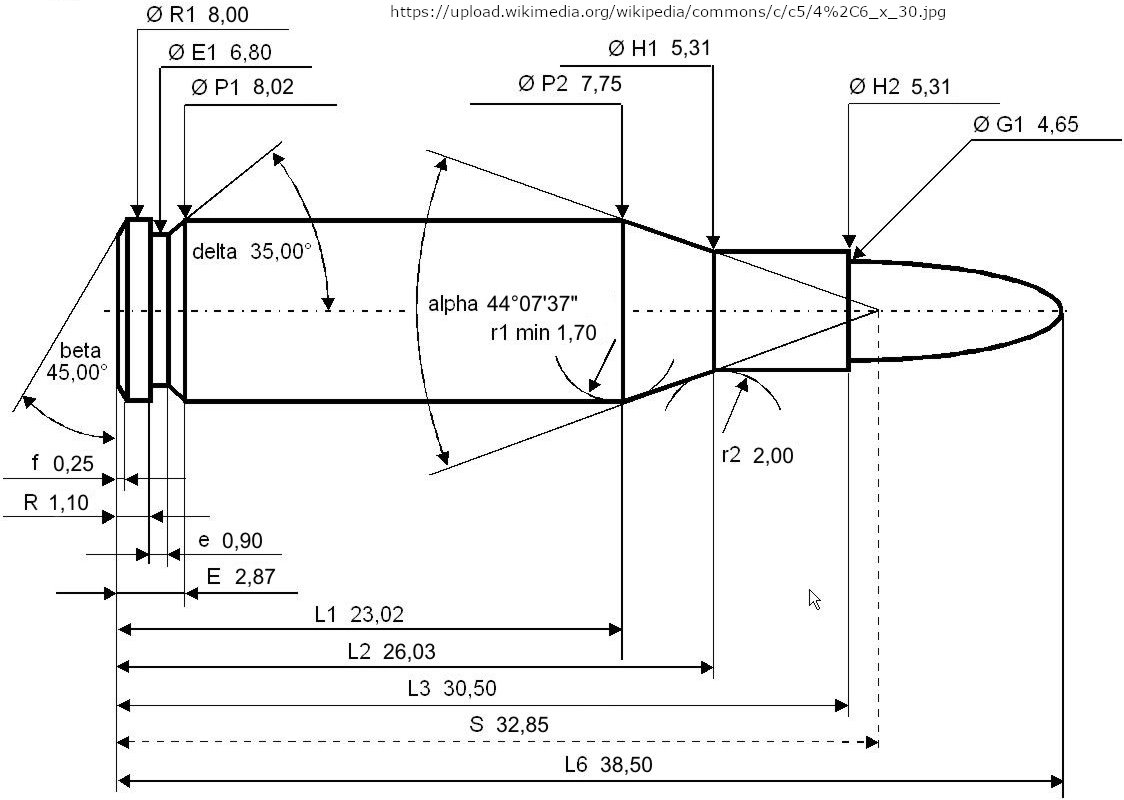 https://upload.wikimedia.org/wikipedia/commons/c/c5/4%2C6_x_30.jpg
Ø R1 8,00
Ø E1 6,80
Ø H1 5,31
Ø P1 8,02
Ø P2 7,75
Ø H2 5,31
Ø G1 4,65
delta 35,00°
alpha 44°07'37"
r1 min 1,70
beta
45,00°
r2 2,00
f 0,25
R 1,10
e 0,90
E 2,87
L1 23,02
L2 26,03
L3 30,50
S 32,85
L6 38,50